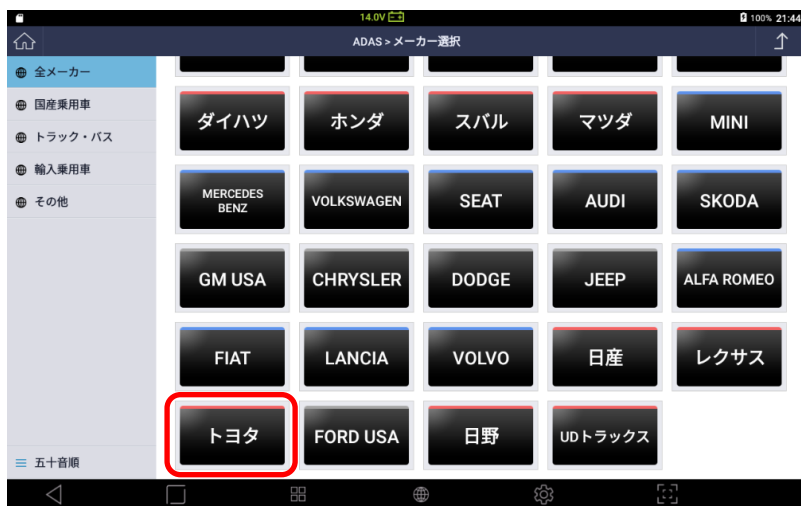 14.0V
100% 21:44
ADAS > メーカー選択
全メーカー
国産乗用車
トラック・バス
輸入乗用車
その他
五十音順
ダイハツ
ホンダ
スバル
マツダ
MINI
MERCEDES
BENZ
VOLKSWAGEN
SEAT
AUDI
SKODA
GM USA
CHRYSLER
DODGE
JEEP
ALFA ROMEO
FIAT
LANCIA
VOLVO
日産
レクサス
トヨタ
FORD USA
日野
UDトラックス